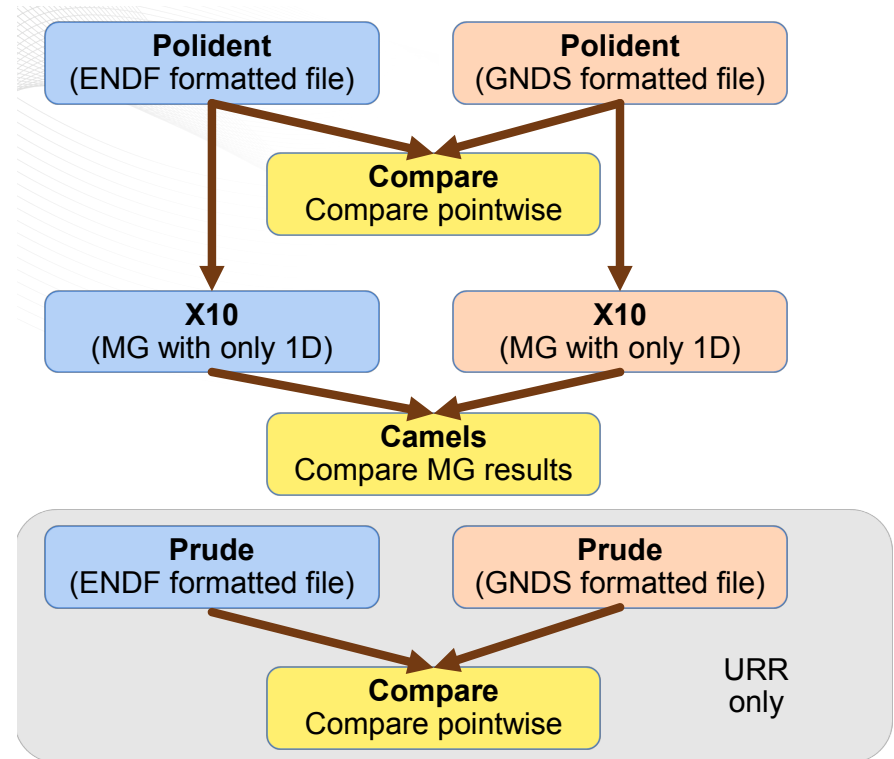 Polident
(ENDF formatted file)
Polident
(GNDS formatted file)
Compare
Compare pointwise
X10
(MG with only 1D)
X10
(MG with only 1D)
Camels
Compare MG results
Prude
(ENDF formatted file)
Prude
(GNDS formatted file)
Compare
Compare pointwise
URR
only